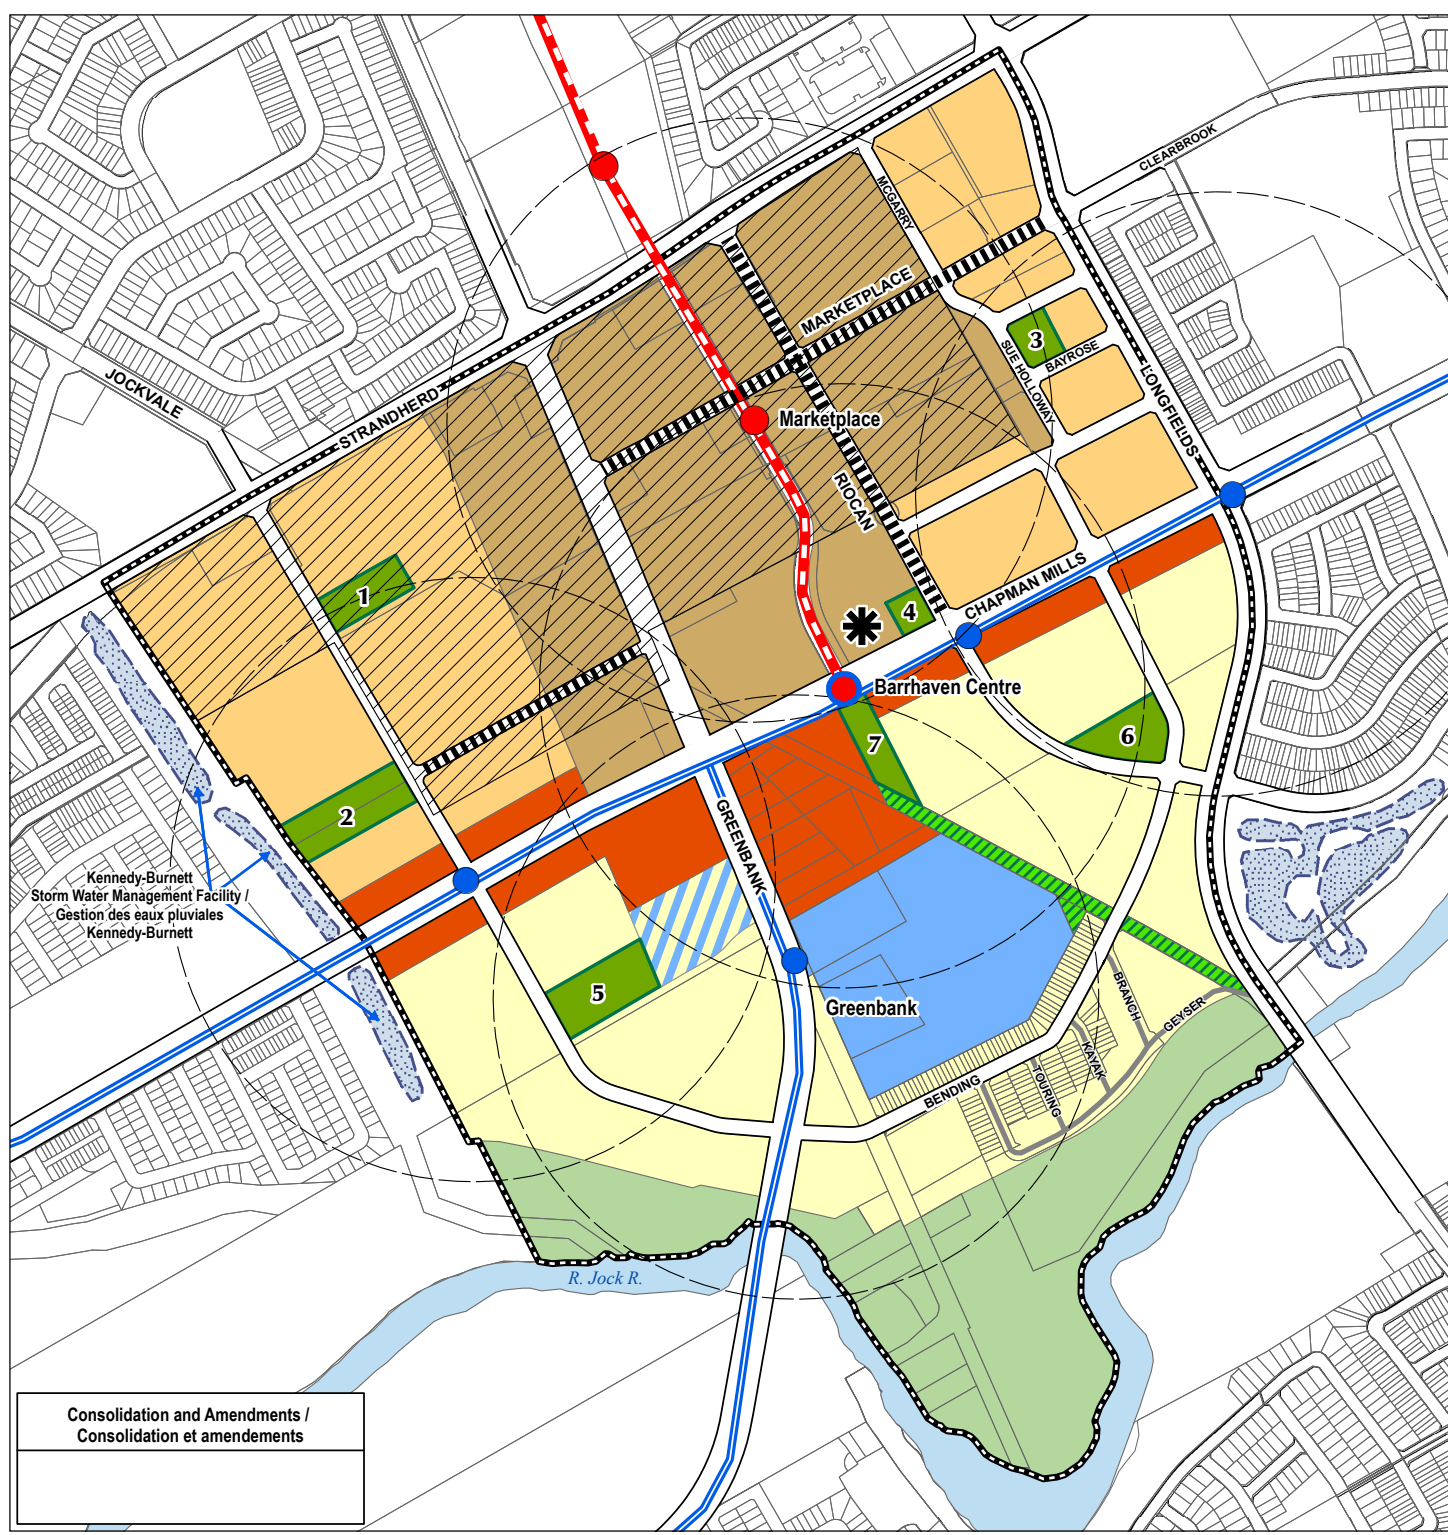 CLEARBROOK
MCGARRY
MARKETPLACE
JOCKVALE
STRANDHERD
3
SUE HOLLOWAY
BAYROSE
LONGFIELDS
Marketplace
RIOCAN
1
4
CHAPMAN MILLS
Barrhaven Centre
7
6
2
GREENBANK
Kennedy-Burnett
Storm Water Management Facility /
Gestion des eaux pluviales
Kennedy-Burnett
5
Greenbank
BRANCH
GEYSER
KAYAK
TOURING
BENDING
R. Jock R.
Consolidation and Amendments /
Consolidation et amendements